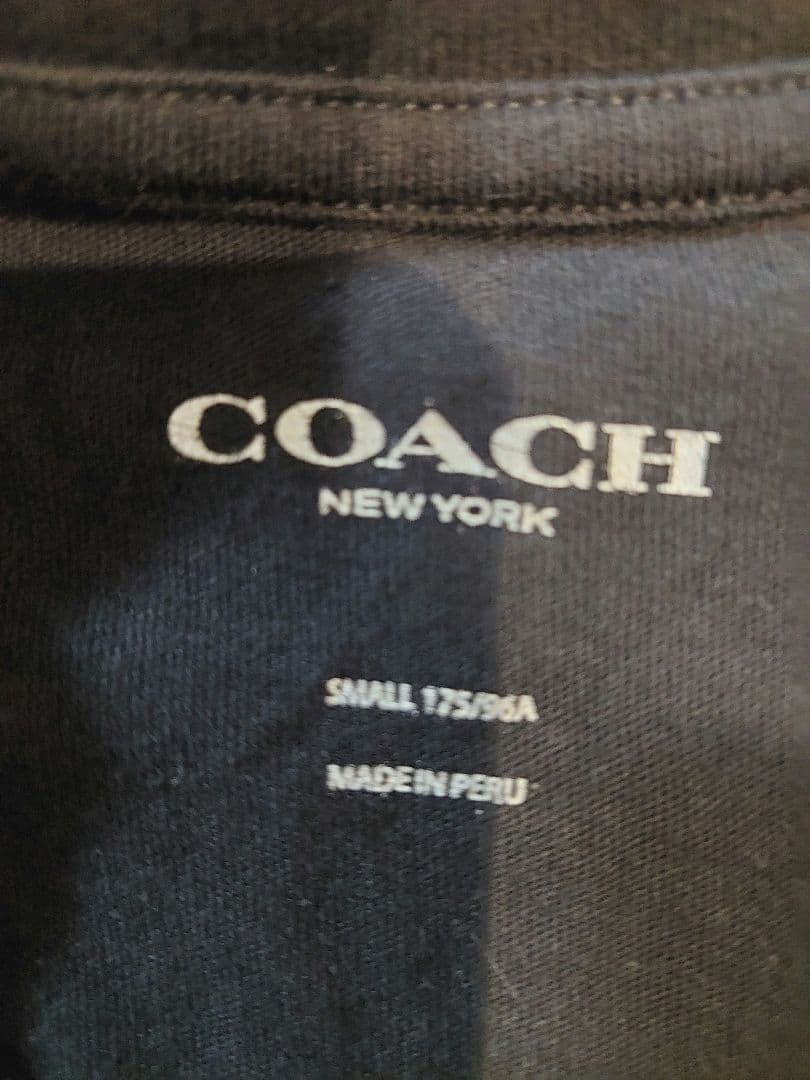 COACH
NEW YORK
SMALL 175/96A
MADE IN PERU